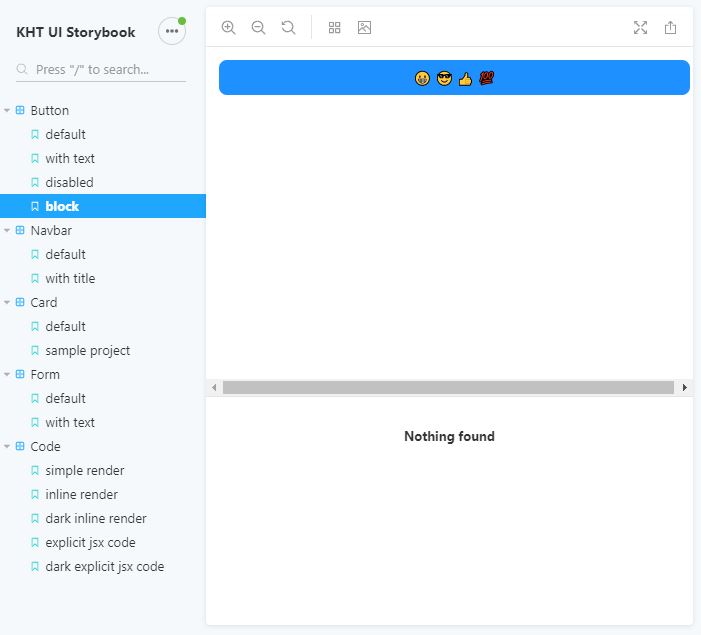 KHT UI Storybook
Press "/" to search...
Button
default
with text
disabled
block
Navbar
default
with title
Card
default
sample project
Form
default
with text
Code
simple render
inline render
dark inline render
explicit jsx code
dark explicit jsx code
😀 😎 👍 💯
Nothing found